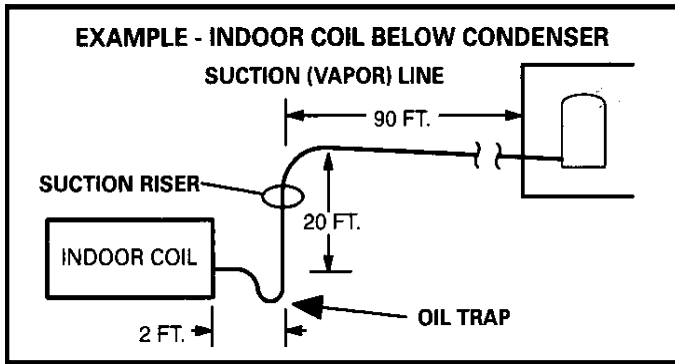 EXAMPLE - INDOOR COIL BELOW CONDENSER
SUCTION (VAPOR) LINE
90 FT.
SUCTION RISER
20 FT.
INDOOR COIL
OIL TRAP
2 FT.